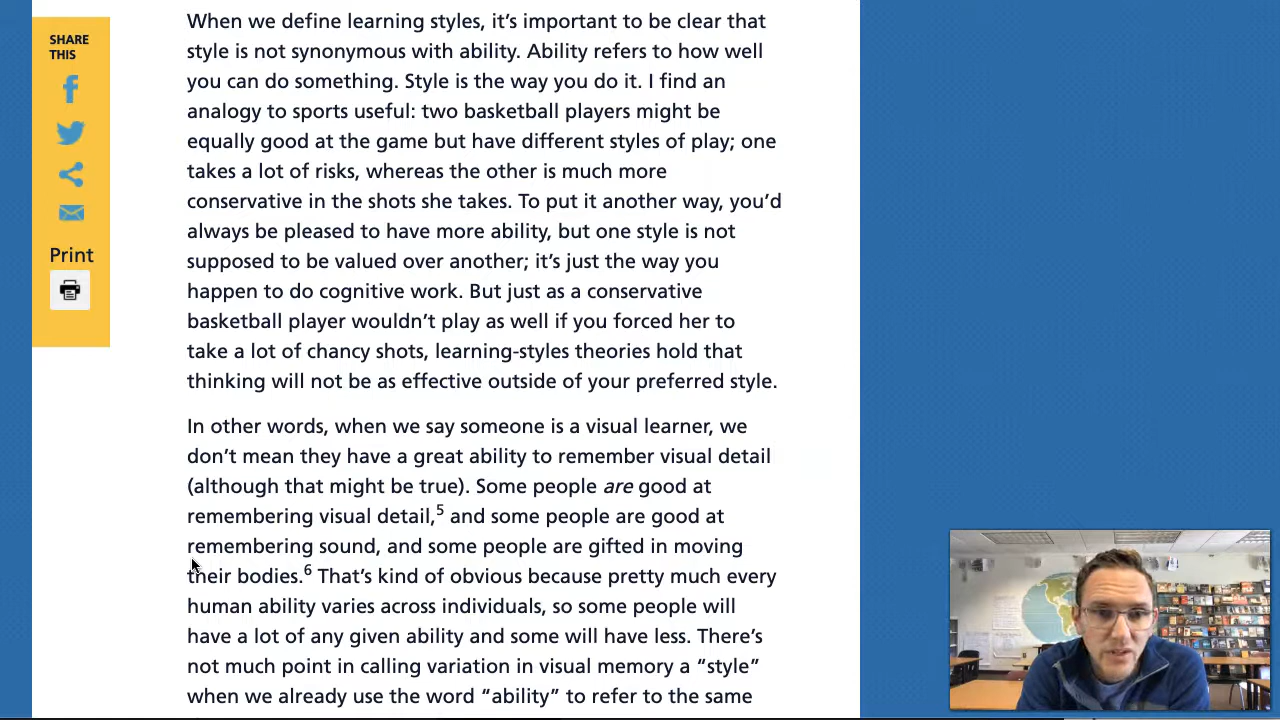 SHARE
THIS
Print
When we define learning styles, it’s important to be clear that
style is not synonymous with ability. Ability refers to how well
you can do something. Style is the way you do it. I find an
analogy to sports useful: two basketball players might be
equally good at the game but have different styles of play; one
takes a lot of risks, whereas the other is much more
conservative in the shots she takes. To put it another way, you’d
always be pleased to have more ability, but one style is not
supposed to be valued over another; it’s just the way you
happen to do cognitive work. But just as a conservative
basketball player wouldn’t play as well if you forced her to
take a lot of chancy shots, learning-styles theories hold that
thinking will not be as effective outside of your preferred style.
In other words, when we say someone is a visual learner, we
don’t mean they have a great ability to remember visual detail
(although that might be true). Some people are good at
remembering visual detail,5 and some people are good at
remembering sound, and some people are gifted in moving
their bodies.6 That’s kind of obvious because pretty much every
human ability varies across individuals, so some people will
have a lot of any given ability and some will have less. There’s
not much point in calling variation in visual memory a “style”
when we already use the word “ability” to refer to the same